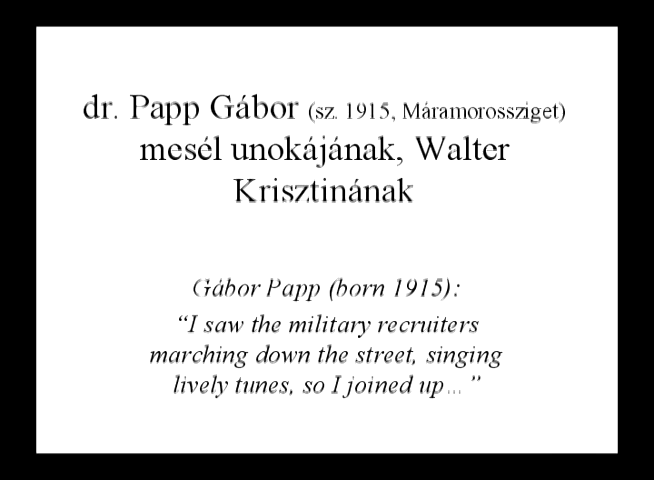 dr. Papp Gábor (sz. 1915, Máramorossziget)
mesél unokájának, Walter
Krisztinának
Gábor Papp (born 1915):
“I saw the military recruiters
marching down the street, singing
lively tunes, so I joined up... ”